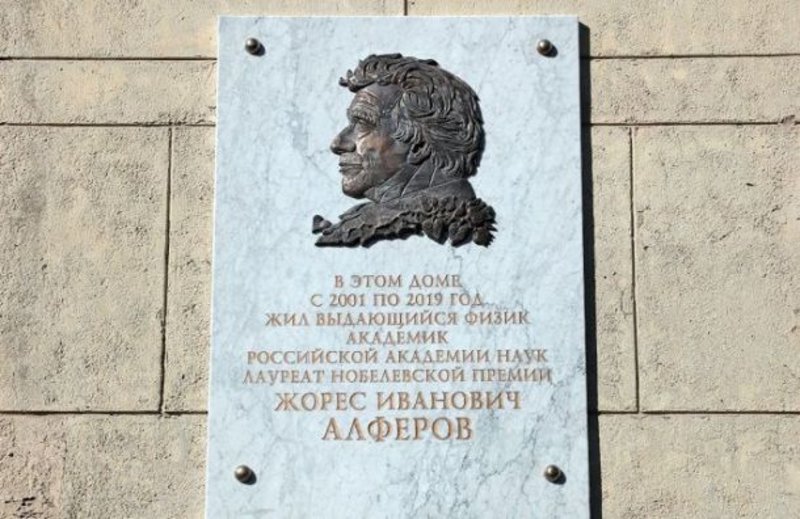 В ЭТОМ ДОМЕ
С 2001 ПО 2019 ГОД
ЖИЛ ВЫДАЮЩИЙСЯ ФИЗИК
АКАДЕМИК
РОССИЙСКОЙ АКАДЕМИИ НАУК
ЛАУРЕАТ НОБЕЛЕВСКОЙ ПРЕМИИ
ЖОРЕС ИВАНОВИЧ
АЛФЕРОВ